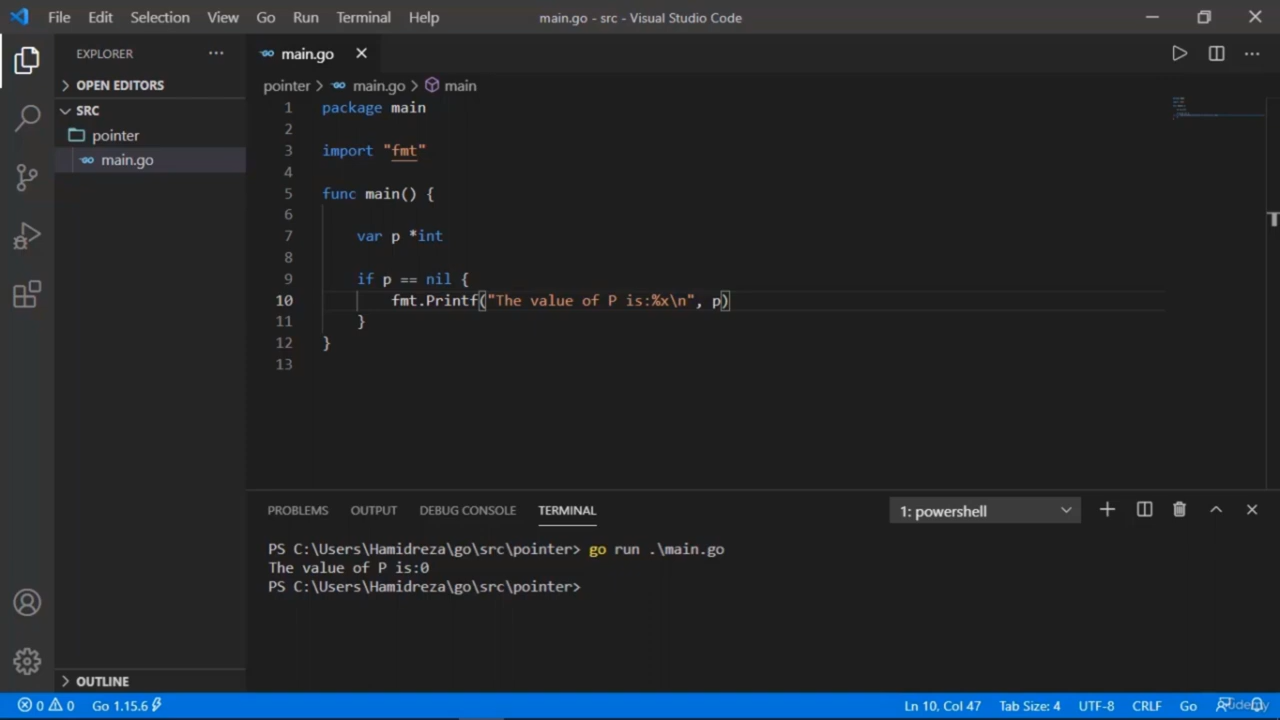 File Edit Selection View Go Run Terminal Help main.go - src - Visual Studio Code
EXPLORER
OPEN EDITORS
SRC
pointer
main.go
main.go
pointer > main.go > main
1 package main
2
3 import "fmt"
4
5 func main() {
6
7 var p *int
8
9 if p == nil {
10 fmt.Printf("The value of P is:%x\n", p)
11 }
12 }
13
PROBLEMS OUTPUT DEBUG CONSOLE TERMINAL 1: powershell
PS C:\Users\Hamidreza\go\src\pointer> go run .\main.go
The value of P is:0
PS C:\Users\Hamidreza\go\src\pointer>
OUTLINE
0 0 Go 1.15.6 Ln 10, Col 47 Tab Size: 4 UTF-8 CRLF Go
Udemy